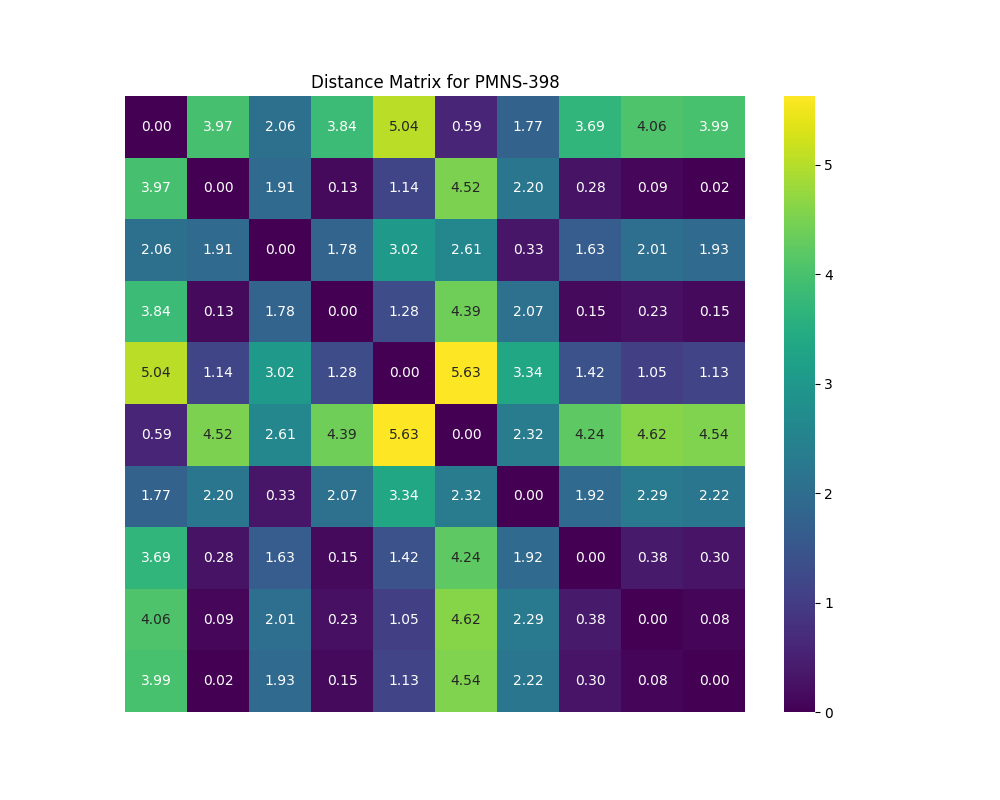 Distance Matrix for PMNS-398
0.00 3.97 2.06 3.84 5.04 0.59 1.77 3.69 4.06 3.99
3.97 0.00 1.91 0.13 1.14 4.52 2.20 0.28 0.09 0.02
2.06 1.91 0.00 1.78 3.02 2.61 0.33 1.63 2.01 1.93
3.84 0.13 1.78 0.00 1.28 4.39 2.07 0.15 0.23 0.15
5.04 1.14 3.02 1.28 0.00 5.63 3.34 1.42 1.05 1.13
0.59 4.52 2.61 4.39 5.63 0.00 2.32 4.24 4.62 4.54
1.77 2.20 0.33 2.07 3.34 2.32 0.00 1.92 2.29 2.22
3.69 0.28 1.63 0.15 1.42 4.24 1.92 0.00 0.38 0.30
4.06 0.09 2.01 0.23 1.05 4.62 2.29 0.38 0.00 0.08
3.99 0.02 1.93 0.15 1.13 4.54 2.22 0.30 0.08 0.00
5
4
3
2
1
0